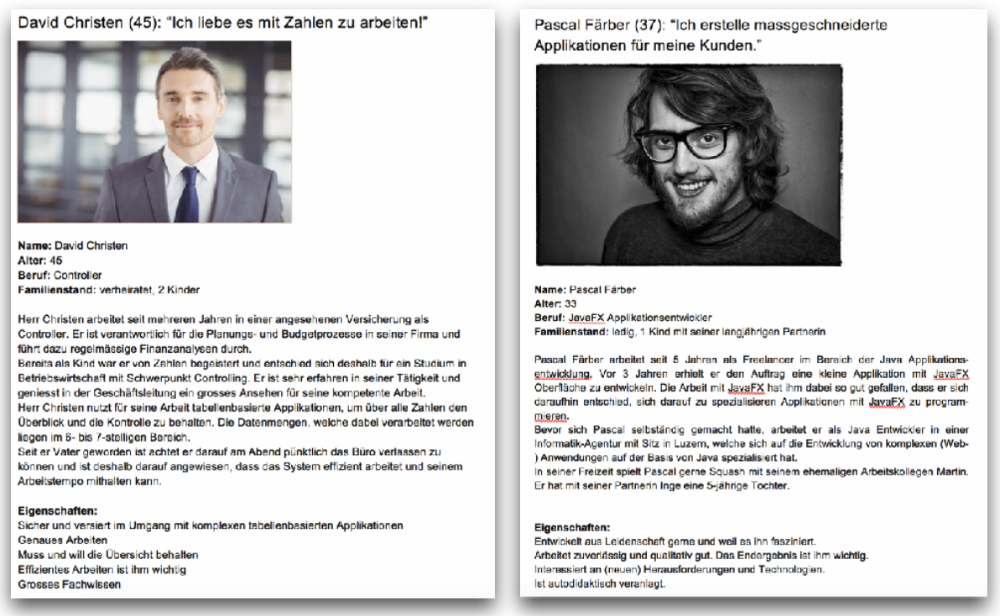 David Christen (45): “Ich liebe es mit Zahlen zu arbeiten!”
Name: David Christen
Alter: 45
Beruf: Controller
Familienstand: verheiratet, 2 Kinder
Herr Christen arbeitet seit mehreren Jahren in einer angesehenen Versicherung als
Controller. Er ist verantwortlich für die Planungs- und Budgetprozesse in seiner Firma und
führt dazu regelmässige Finanzanalysen durch.
Bereits als Kind war er von Zahlen begeistert und entschied sich deshalb für ein Studium in
Betriebswirtschaft mit Schwerpunkt Controlling. Er ist sehr erfahren in seiner Tätigkeit und
geniesst in der Geschäftsleitung ein grosses Ansehen für seine kompetente Arbeit.
Herr Christen nutzt für seine Arbeit tabellenbasierte Applikationen, um über alle Zahlen den
Überblick und die Kontrolle zu behalten. Die Datenmengen, welche dabei verarbeitet werden
liegen im 6- bis 7-stelligen Bereich.
Seit er Vater geworden ist achtet er darauf am Abend pünktlich das Büro verlassen zu
können und ist deshalb darauf angewiesen, dass das System effizient arbeitet und seinem
Arbeitstempo mithalten kann.
Eigenschaften:
Sicher und versiert im Umgang mit komplexen tabellenbasierten Applikationen
Genaues Arbeiten
Muss und will die Übersicht behalten
Effizientes Arbeiten ist ihm wichtig
Grosses Fachwissen
Pascal Färber (37): “Ich erstelle massgeschneiderte
Applikationen für meine Kunden.”
Name: Pascal Färber
Alter: 33
Beruf: JavaFX Applikationsentwickler
Familienstand: ledig, 1 Kind mit seiner langjährigen Partnerin
Pascal Färber arbeitet seit 5 Jahren als Freelancer im Bereich der Java Applikations-
entwicklung. Vor 3 Jahren erhielt er den Auftrag eine kleine Applikation mit JavaFX
Oberfläche zu entwickeln. Die Arbeit mit JavaFX hat ihm dabei so gut gefallen, dass er sich
daraufhin entschied, sich darauf zu spezialisieren Applikationen mit JavaFX zu program-
mieren.
Bevor sich Pascal selbständig gemacht hatte, arbeitet er als Java Entwickler in einer
Informatik-Agentur mit Sitz in Luzern, welche sich auf die Entwicklung von komplexen (Web-
) Anwendungen auf der Basis von Java spezialisiert hat.
In seiner Freizeit spielt Pascal gerne Squash mit seinem ehemaligen Arbeitskollegen Martin.
Er hat mit seiner Partnerin Inge eine 5-jährige Tochter.
Eigenschaften:
Entwickelt aus Leidenschaft gerne und weil es ihn fasziniert.
Arbeitet zuverlässig und qualitativ gut. Das Endergebnis ist ihm wichtig.
Interessiert an (neuen) Herausforderungen und Technologien.
Ist autodidaktisch veranlagt.